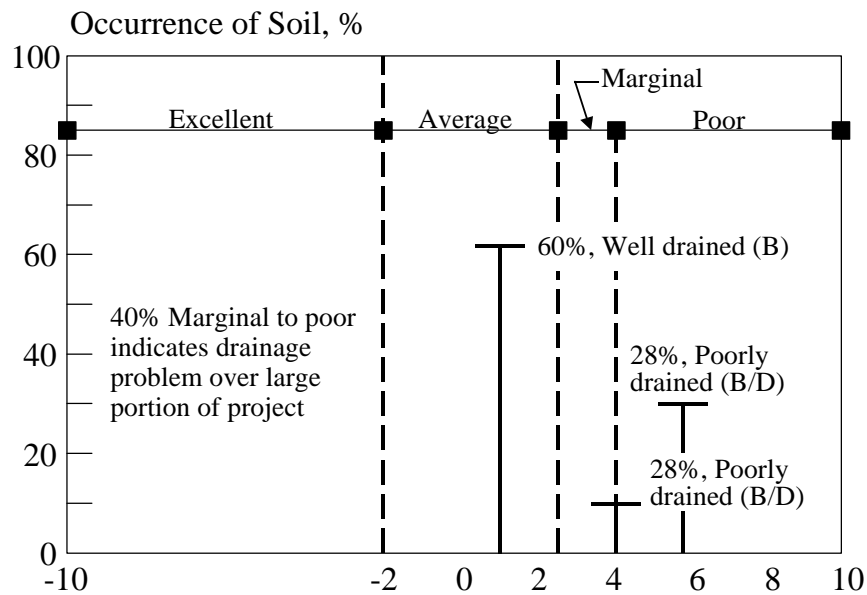 Occurrence of Soil, %
100
Marginal
Excellent
Average
Poor
80
60
60%, Well drained (B)
40% Marginal to poor
indicates drainage
problem over large
portion of project
40
28%, Poorly
drained (B/D)
20
28%, Poorly
drained (B/D)
0
-10 -2 0 2 4 6 8 10